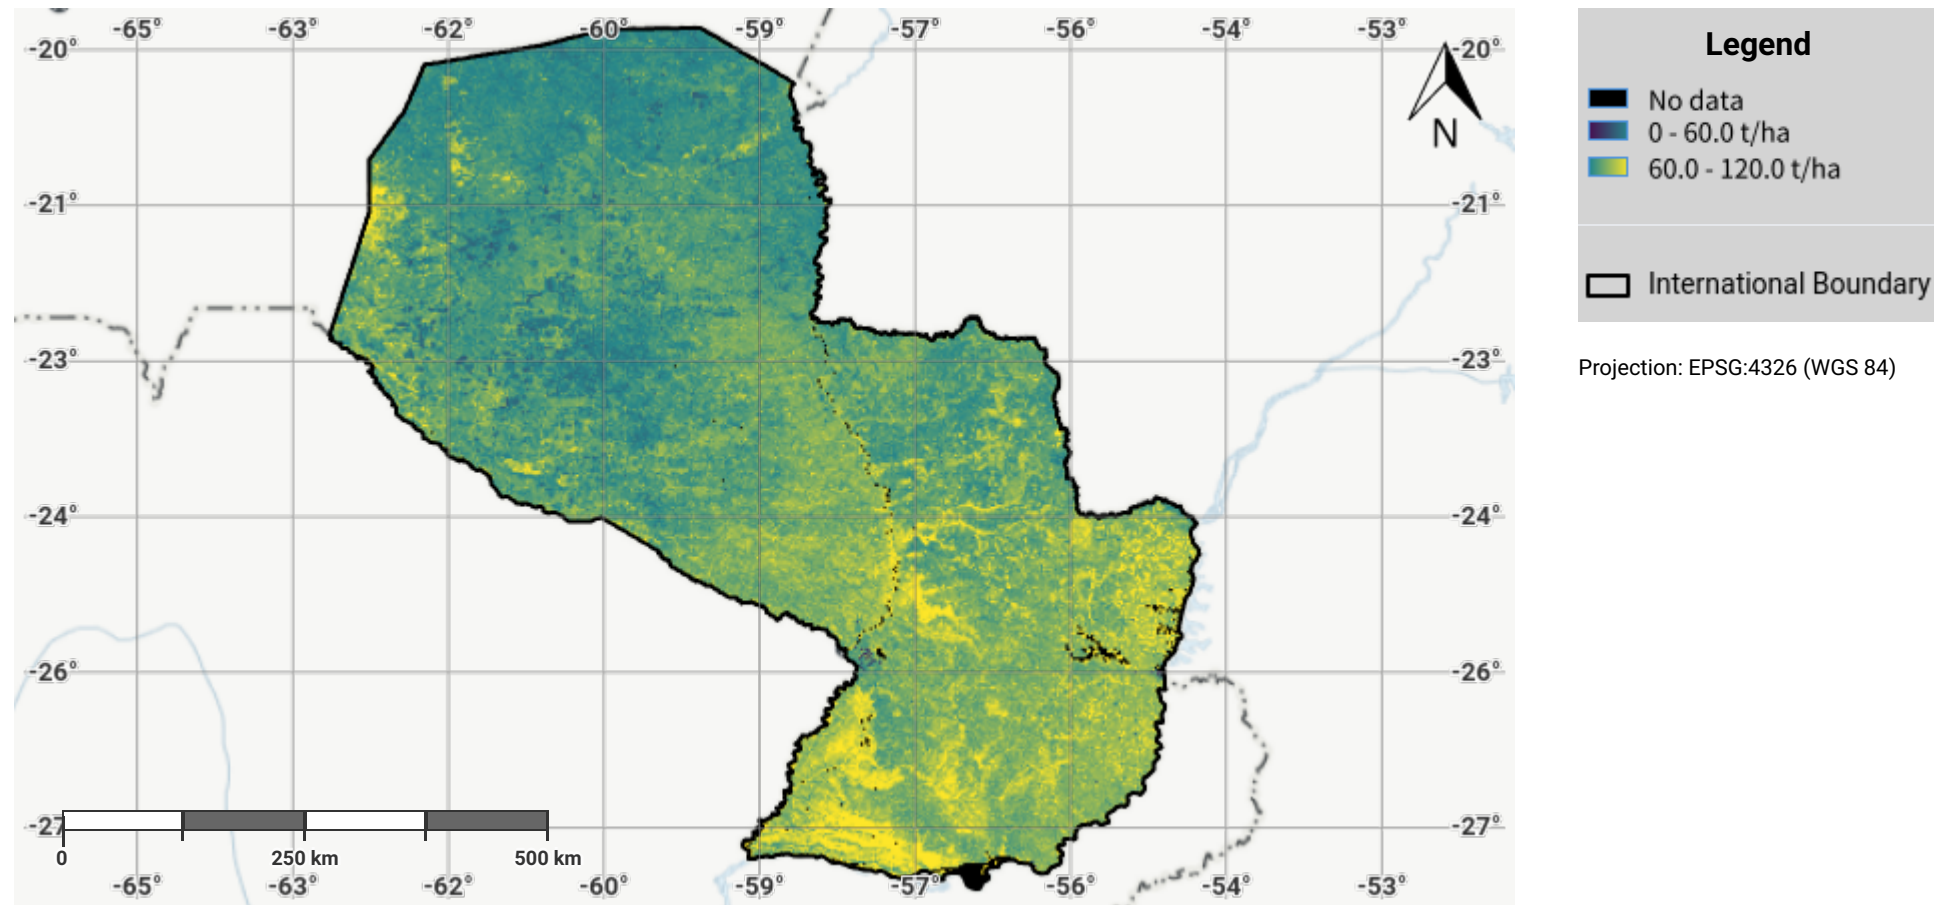 -65° -63° -62° -60° -59° -57° -56° -54° -53°
-20° -20°
-21° -21°
-23° -23°
-24° -24°
-26° -26°
-27 -27°
-65° -63° -62° -60° -59° -57° -56° -54° -53°
N
0 250 km 500 km
Legend
No data
0 - 60.0 t/ha
60.0 - 120.0 t/ha
International Boundary
Projection: EPSG:4326 (WGS 84)